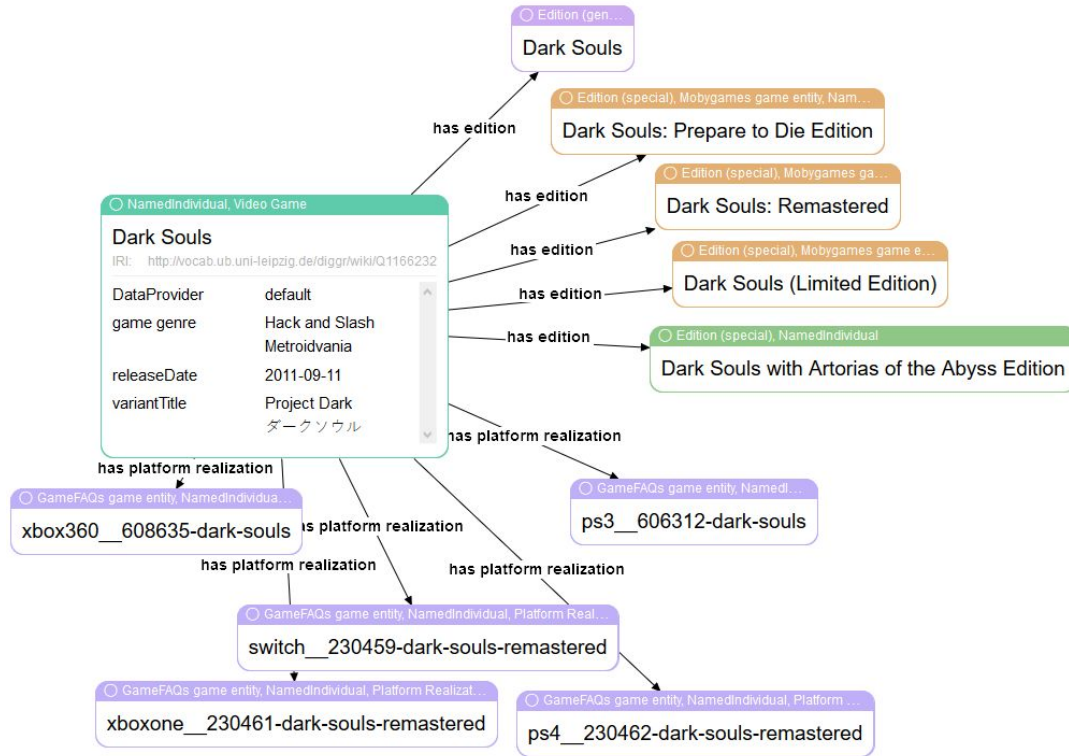 Edition (gen…
Dark Souls
has edition
Edition (special), Mobygames game entity, Nam…
Dark Souls: Prepare to Die Edition
has edition
Edition (special), Mobygames ga…
Dark Souls: Remastered
has edition
Edition (special), Mobygames game e…
Dark Souls (Limited Edition)
has edition
Edition (special), NamedIndividual
Dark Souls with Artorias of the Abyss Edition
has edition
NamedIndividual, Video Game
Dark Souls
IRI: http://vocab.ub.uni-leipzig.de/diggr/wiki/Q1166232
DataProvider default
game genre Hack and Slash
Metroidvania
releaseDate 2011-09-11
variantTitle Project Dark
ダークソウル
has platform realization
has platform realization
GameFAQs game entity, NamedIndividua…
xbox360__608635-dark-souls
GameFAQs game entity, NamedI…
ps3__606312-dark-souls
as platform realization
has platform realization
has platform realization
GameFAQs game entity, NamedIndividual, Platform Real…
switch__230459-dark-souls-remastered
GameFAQs game entity, NamedIndividual, Platform Realizat…
xboxone__230461-dark-souls-remastered
GameFAQs game entity, NamedIndividual, Platform …
ps4__230462-dark-souls-remastered